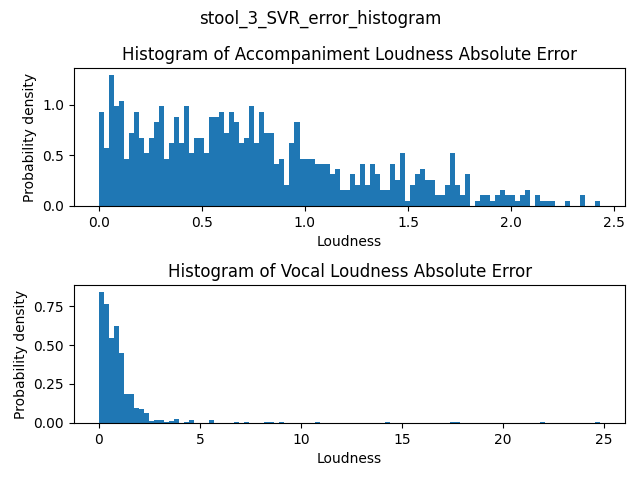 stool_3_SVR_error_histogram
Histogram of Accompaniment Loudness Absolute Error
Probability density
1.0
0.5
0.0
0.0 0.5 1.0 1.5 2.0 2.5
Loudness
Histogram of Vocal Loudness Absolute Error
Probability density
0.75
0.50
0.25
0.00
0 5 10 15 20 25
Loudness